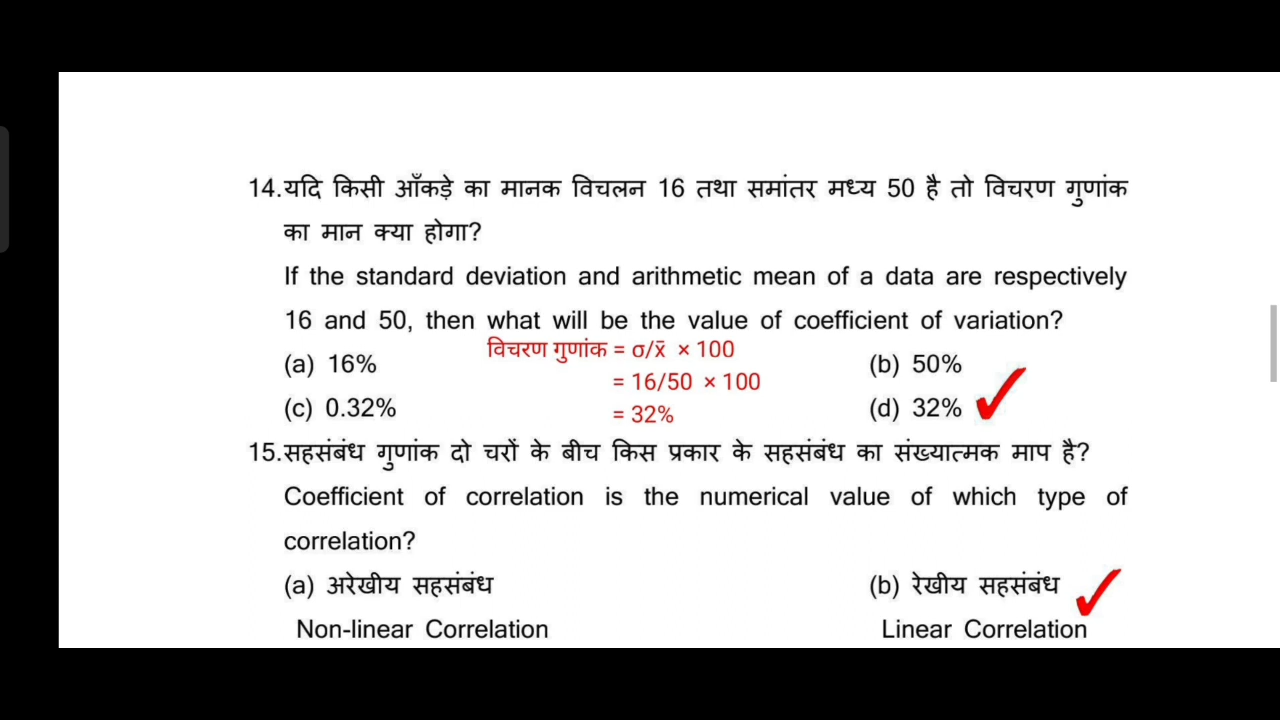 14.यदि किसी आँकड़े का मानक विचलन 16 तथा समांतर मध्य 50 है तो विचरण गुणांक
का मान क्या होगा?
If the standard deviation and arithmetic mean of a data are respectively
16 and 50, then what will be the value of coefficient of variation?
विचरण गुणांक = σ/x̄ × 100
(a) 16% (b) 50%
= 16/50 × 100
(c) 0.32% (d) 32%
= 32%
15.सहसंबंध गुणांक दो चरों के बीच किस प्रकार के सहसंबंध का संख्यात्मक माप है?
Coefficient of correlation is the numerical value of which type of
correlation?
(a) अरेखीय सहसंबंध (b) रेखीय सहसंबंध
Non-linear Correlation Linear Correlation